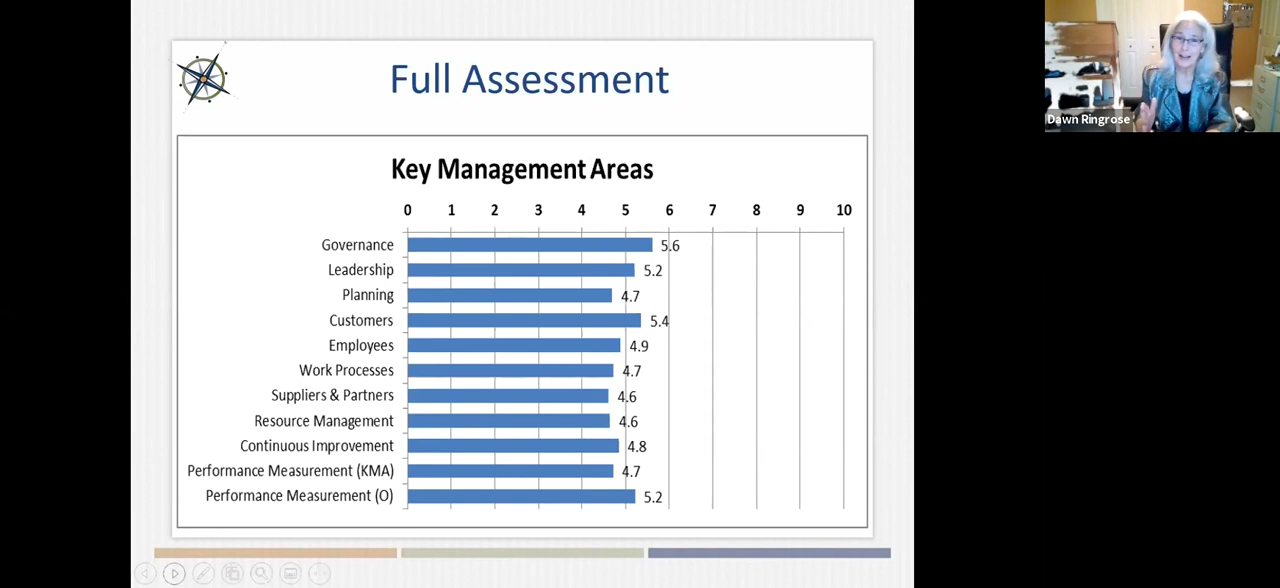 Full Assessment
Key Management Areas
0 1 2 3 4 5 6 7 8 9 10
Governance 5.6
Leadership 5.2
Planning 4.7
Customers 5.4
Employees 4.9
Work Processes 4.7
Suppliers & Partners 4.6
Resource Management 4.6
Continuous Improvement 4.8
Performance Measurement (KMA) 4.7
Performance Measurement (O) 5.2
Dawn Ringrose